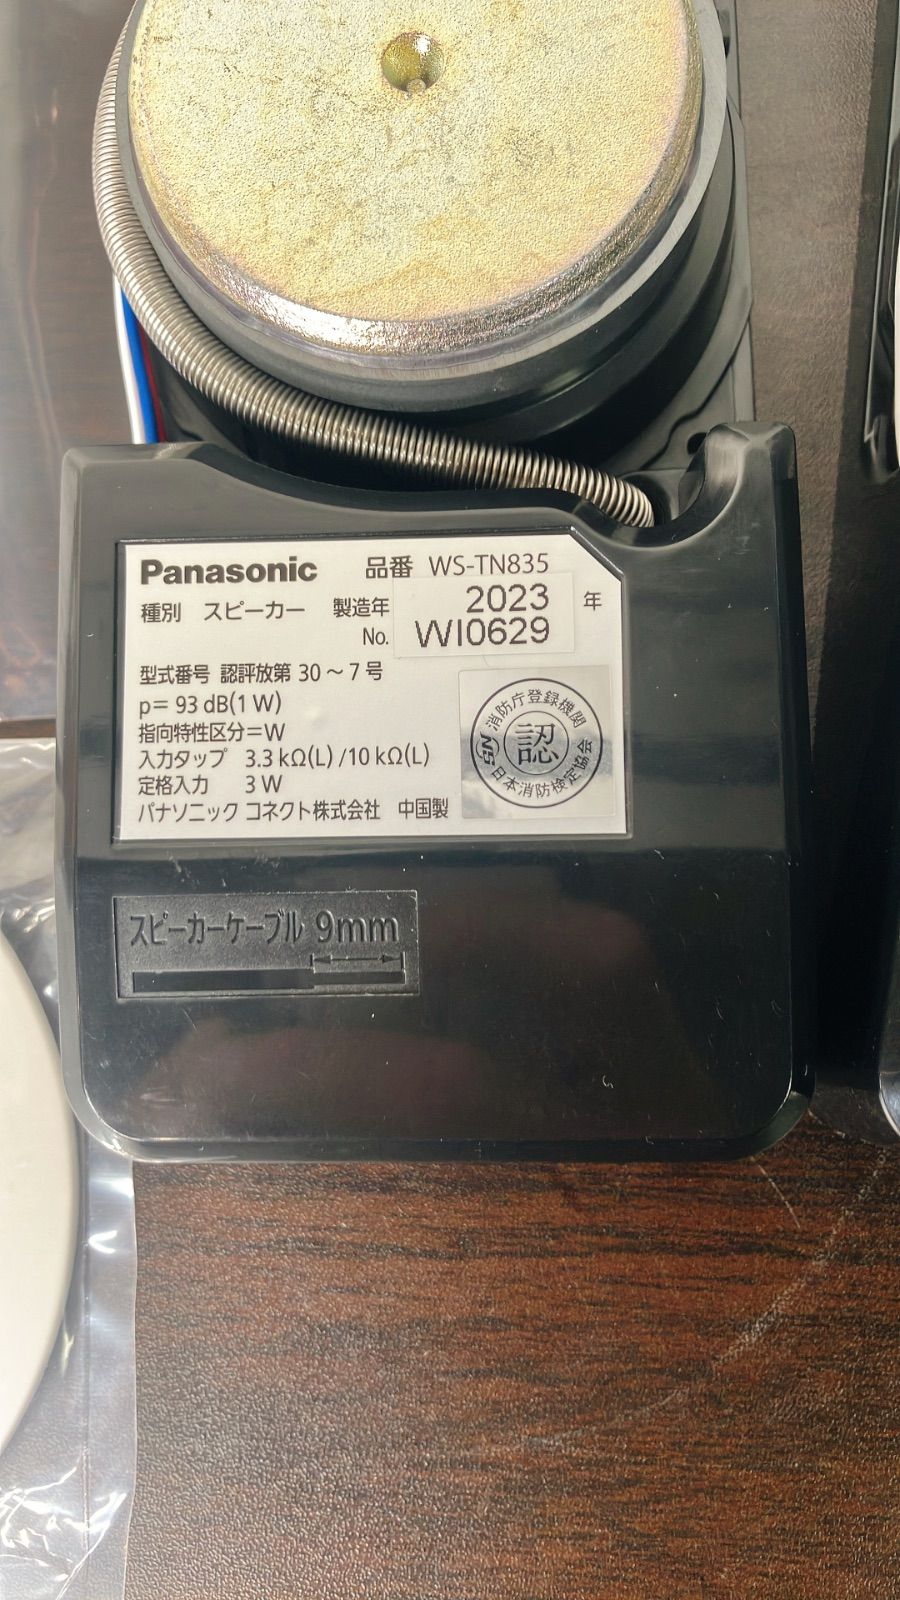 Panasonic 品番 WS-TN835
種別 スピーカー 製造年 2023 年
No. WI0629
型式番号 認評放第 30～7号
p= 93 dB(1 W)
指向特性区分=W
入力タップ 3.3 kΩ(L) /10 kΩ(L)
定格入力 3 W
パナソニック コネクト株式会社 中国製
消防庁登録機関
認
NS
日本消防検定協会
スピーカーケーブル 9mm